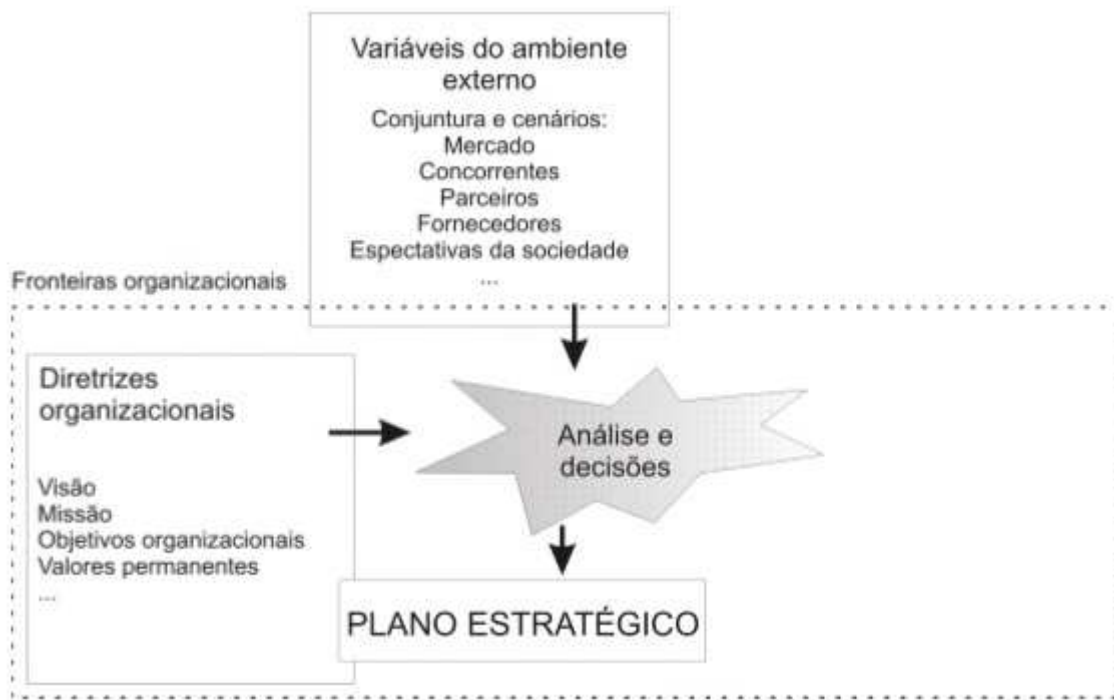 Variáveis do ambiente
externo
Conjuntura e cenários:
Mercado
Concorrentes
Parceiros
Fornecedores
Espectativas da sociedade
...
Fronteiras organizacionais
Diretrizes
organizacionais
Visão
Missão
Objetivos organizacionais
Valores permanentes
...
Análise e
decisões
PLANO ESTRATÉGICO